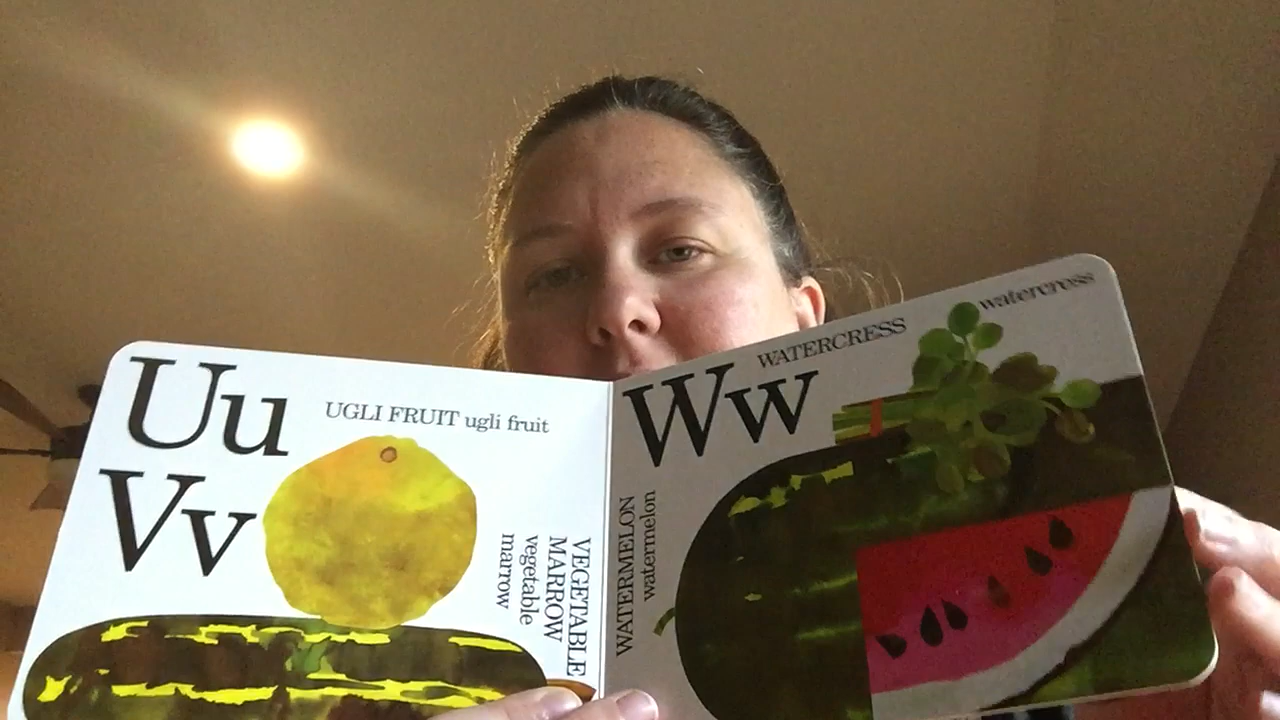 Uu
UGLI FRUIT ugli fruit
Vv
VEGETABLE
MARROW
vegetable
marrow
Ww
WATERCRESS
watercress
WATERMELON
watermelon